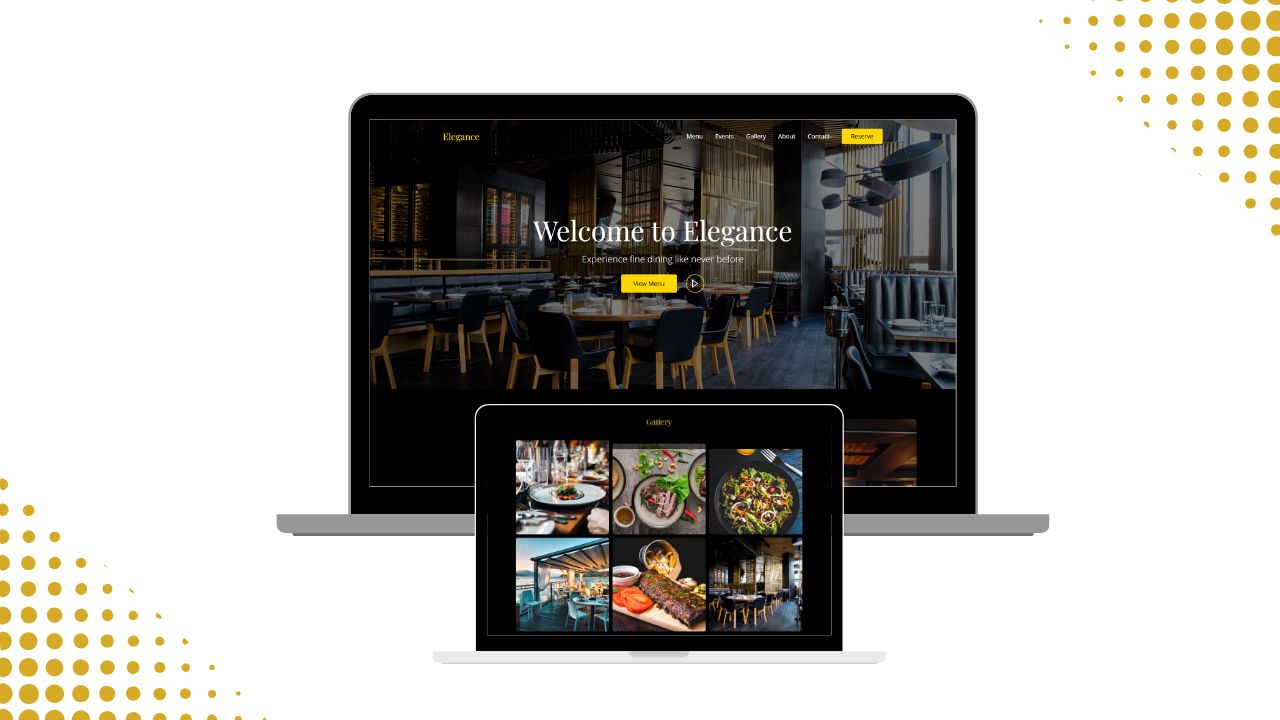 Elegance
Menu Events Gallery About Contact Reserve
Welcome to Elegance
Experience fine dining like never before
View Menu
Gallery